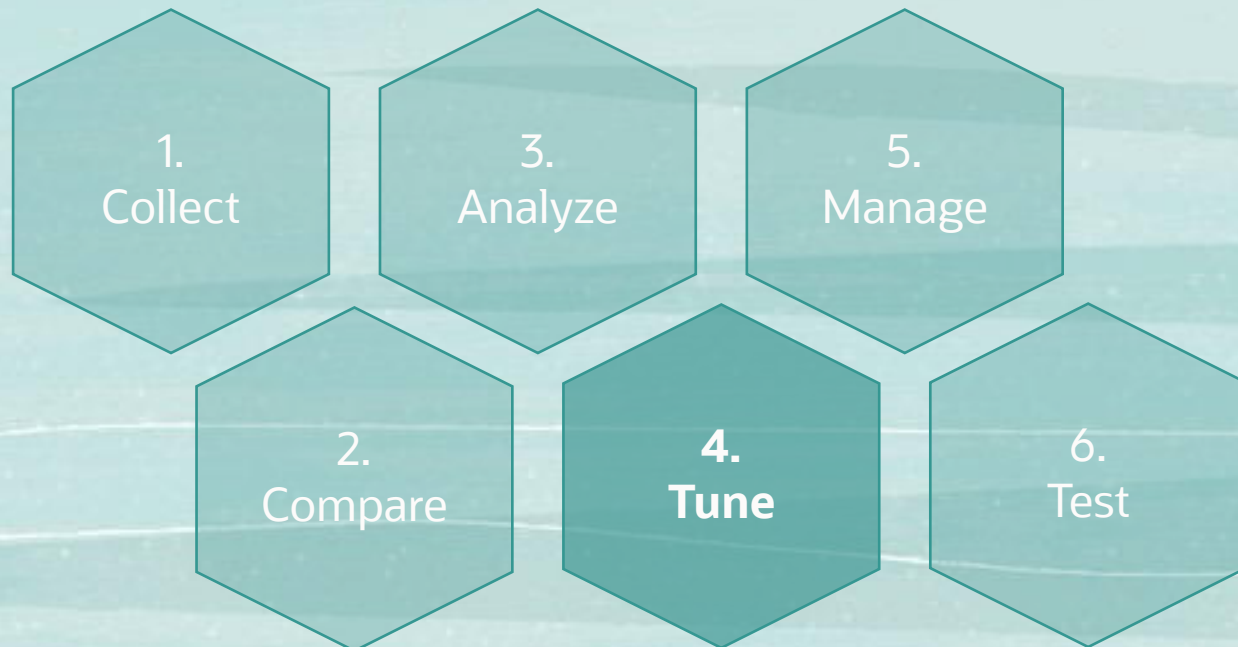 1.
Collect
2.
Compare
3.
Analyze
4.
Tune
5.
Manage
6.
Test